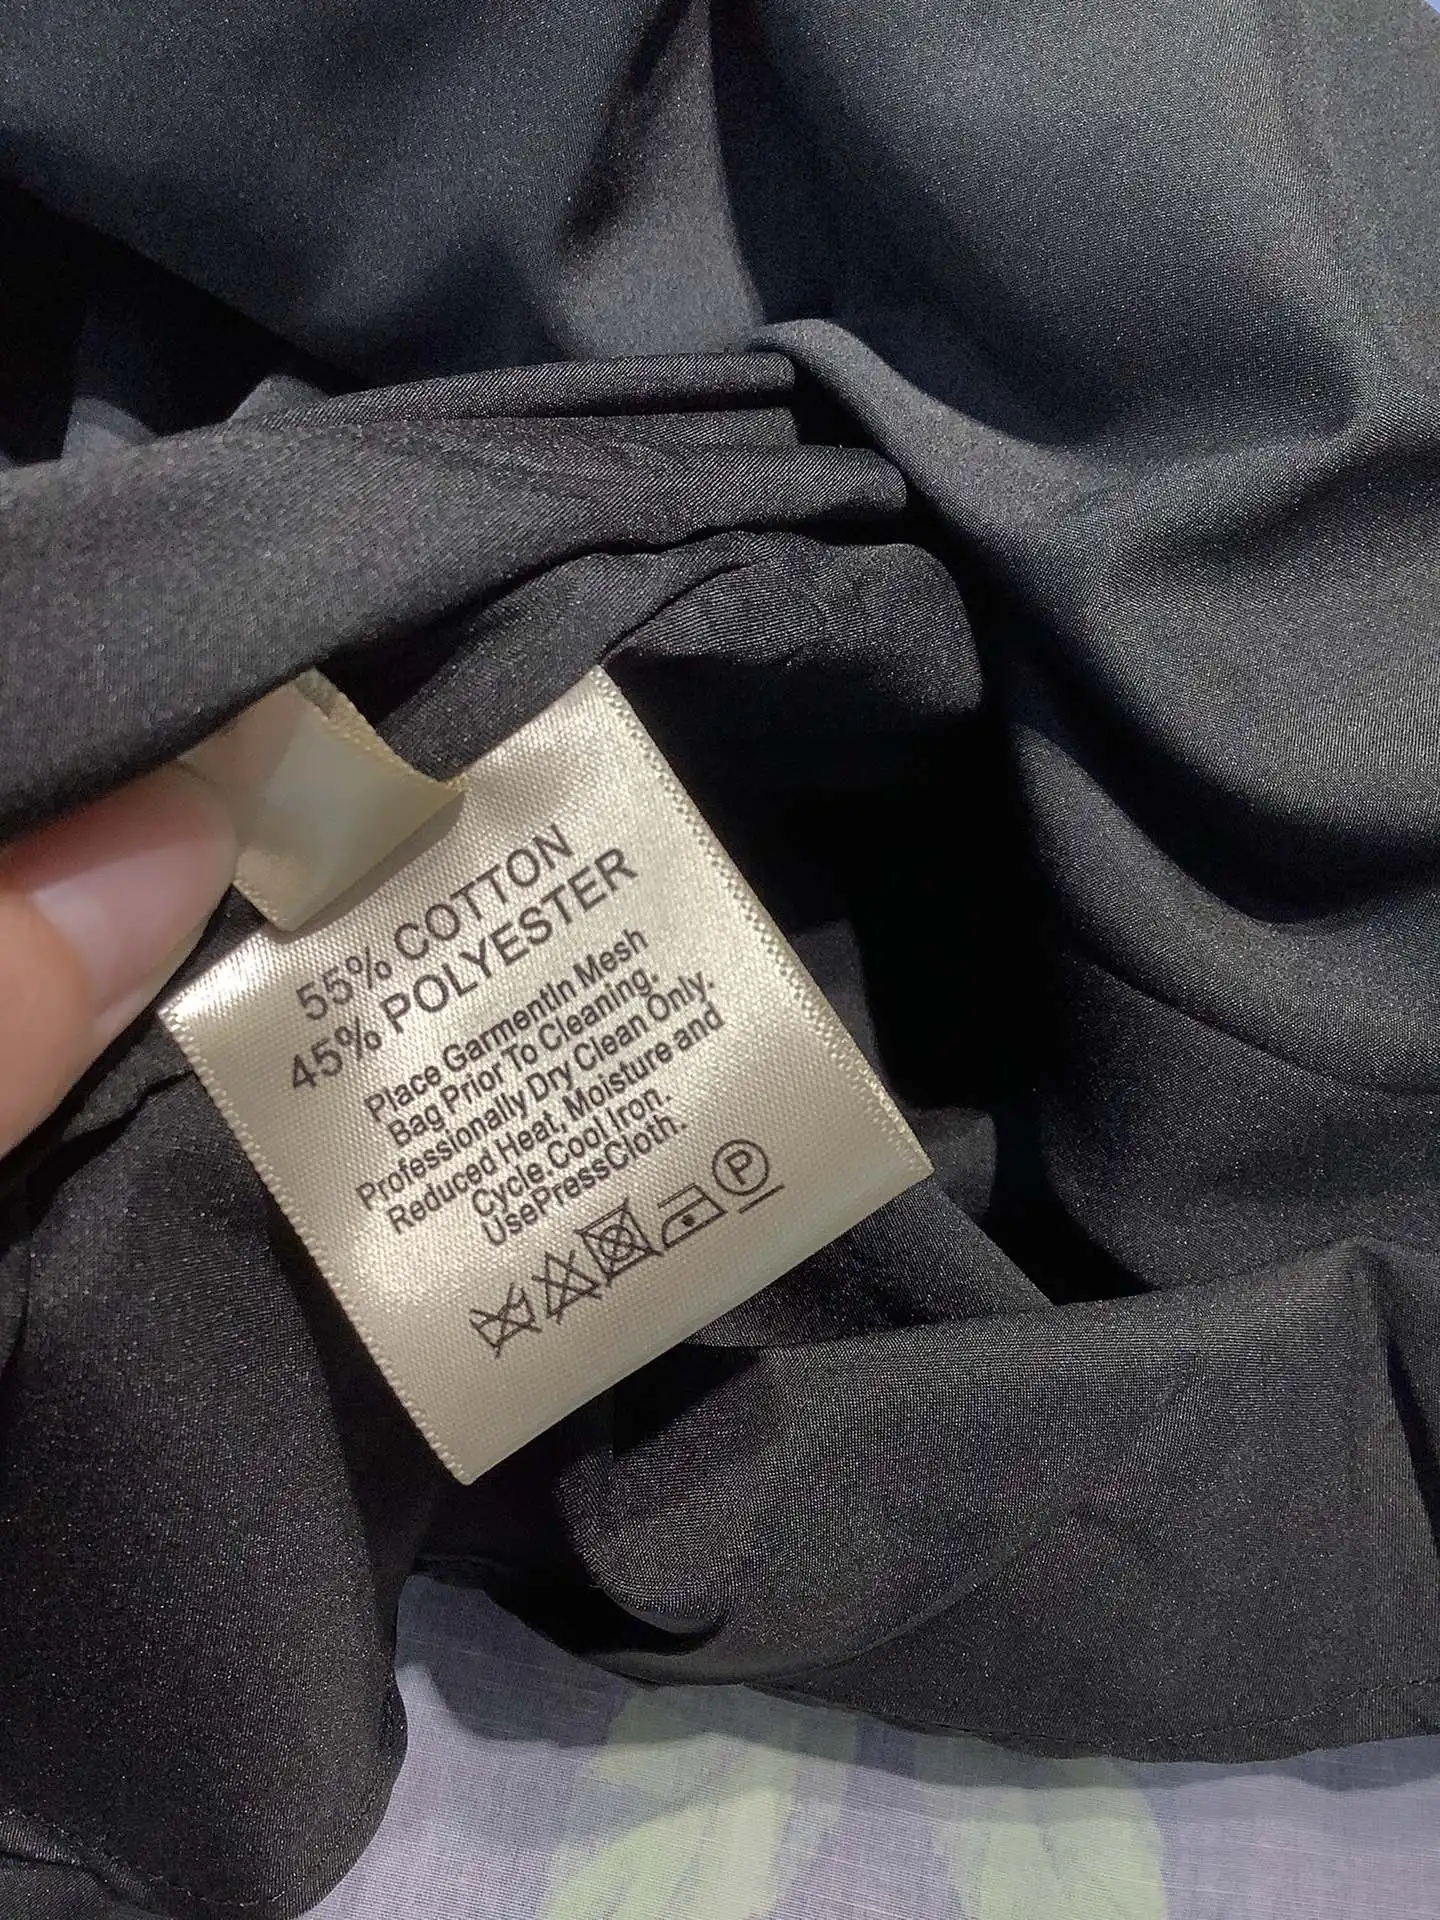 55% COTTON
45% POLYESTER
Place GarmentIn Mesh
Bag Prior To Cleaning.
Professionally Dry Clean Only.
Reduced Heat, Moisture and
Cycle.Cool Iron.
UsePressCloth.
P